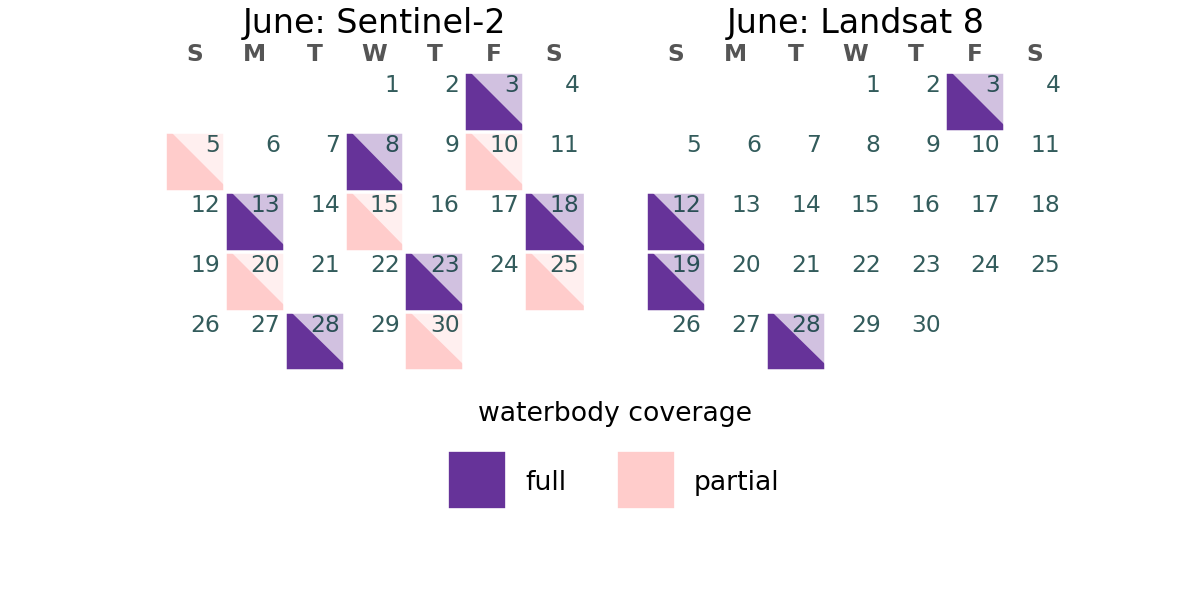 June: Sentinel-2
S M T W T F S
1 2 3 4
5 6 7 8 9 10 11
12 13 14 15 16 17 18
19 20 21 22 23 24 25
26 27 28 29 30
June: Landsat 8
S M T W T F S
1 2 3 4
5 6 7 8 9 10 11
12 13 14 15 16 17 18
19 20 21 22 23 24 25
26 27 28 29 30
waterbody coverage
full partial